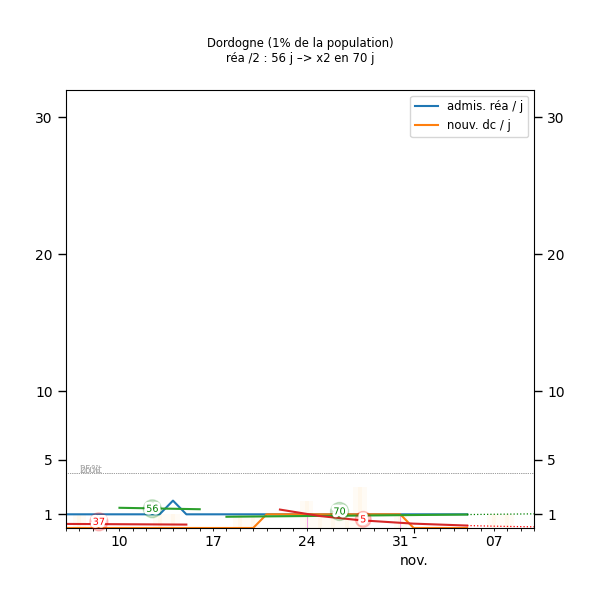 Dordogne (1% de la population)
réa /2 : 56 j –> x2 en 70 j
admis. réa / j
nouv. dc / j
30 30
20 20
10 10
5 5
1 1
37 56 70 5
10 17 24 31 07
nov.